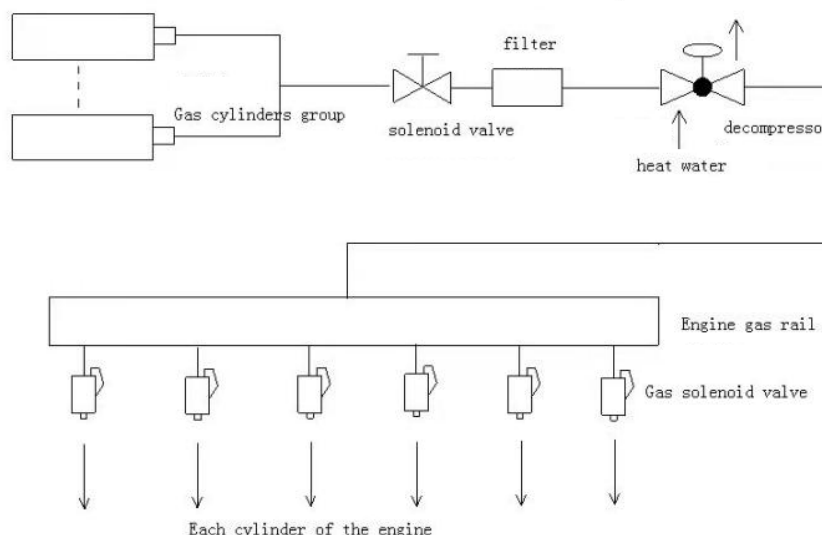 filter
Gas cylinders group
solenoid valve
decompresso
heat water
Engine gas rail
Gas solenoid valve
Each cylinder of the engine